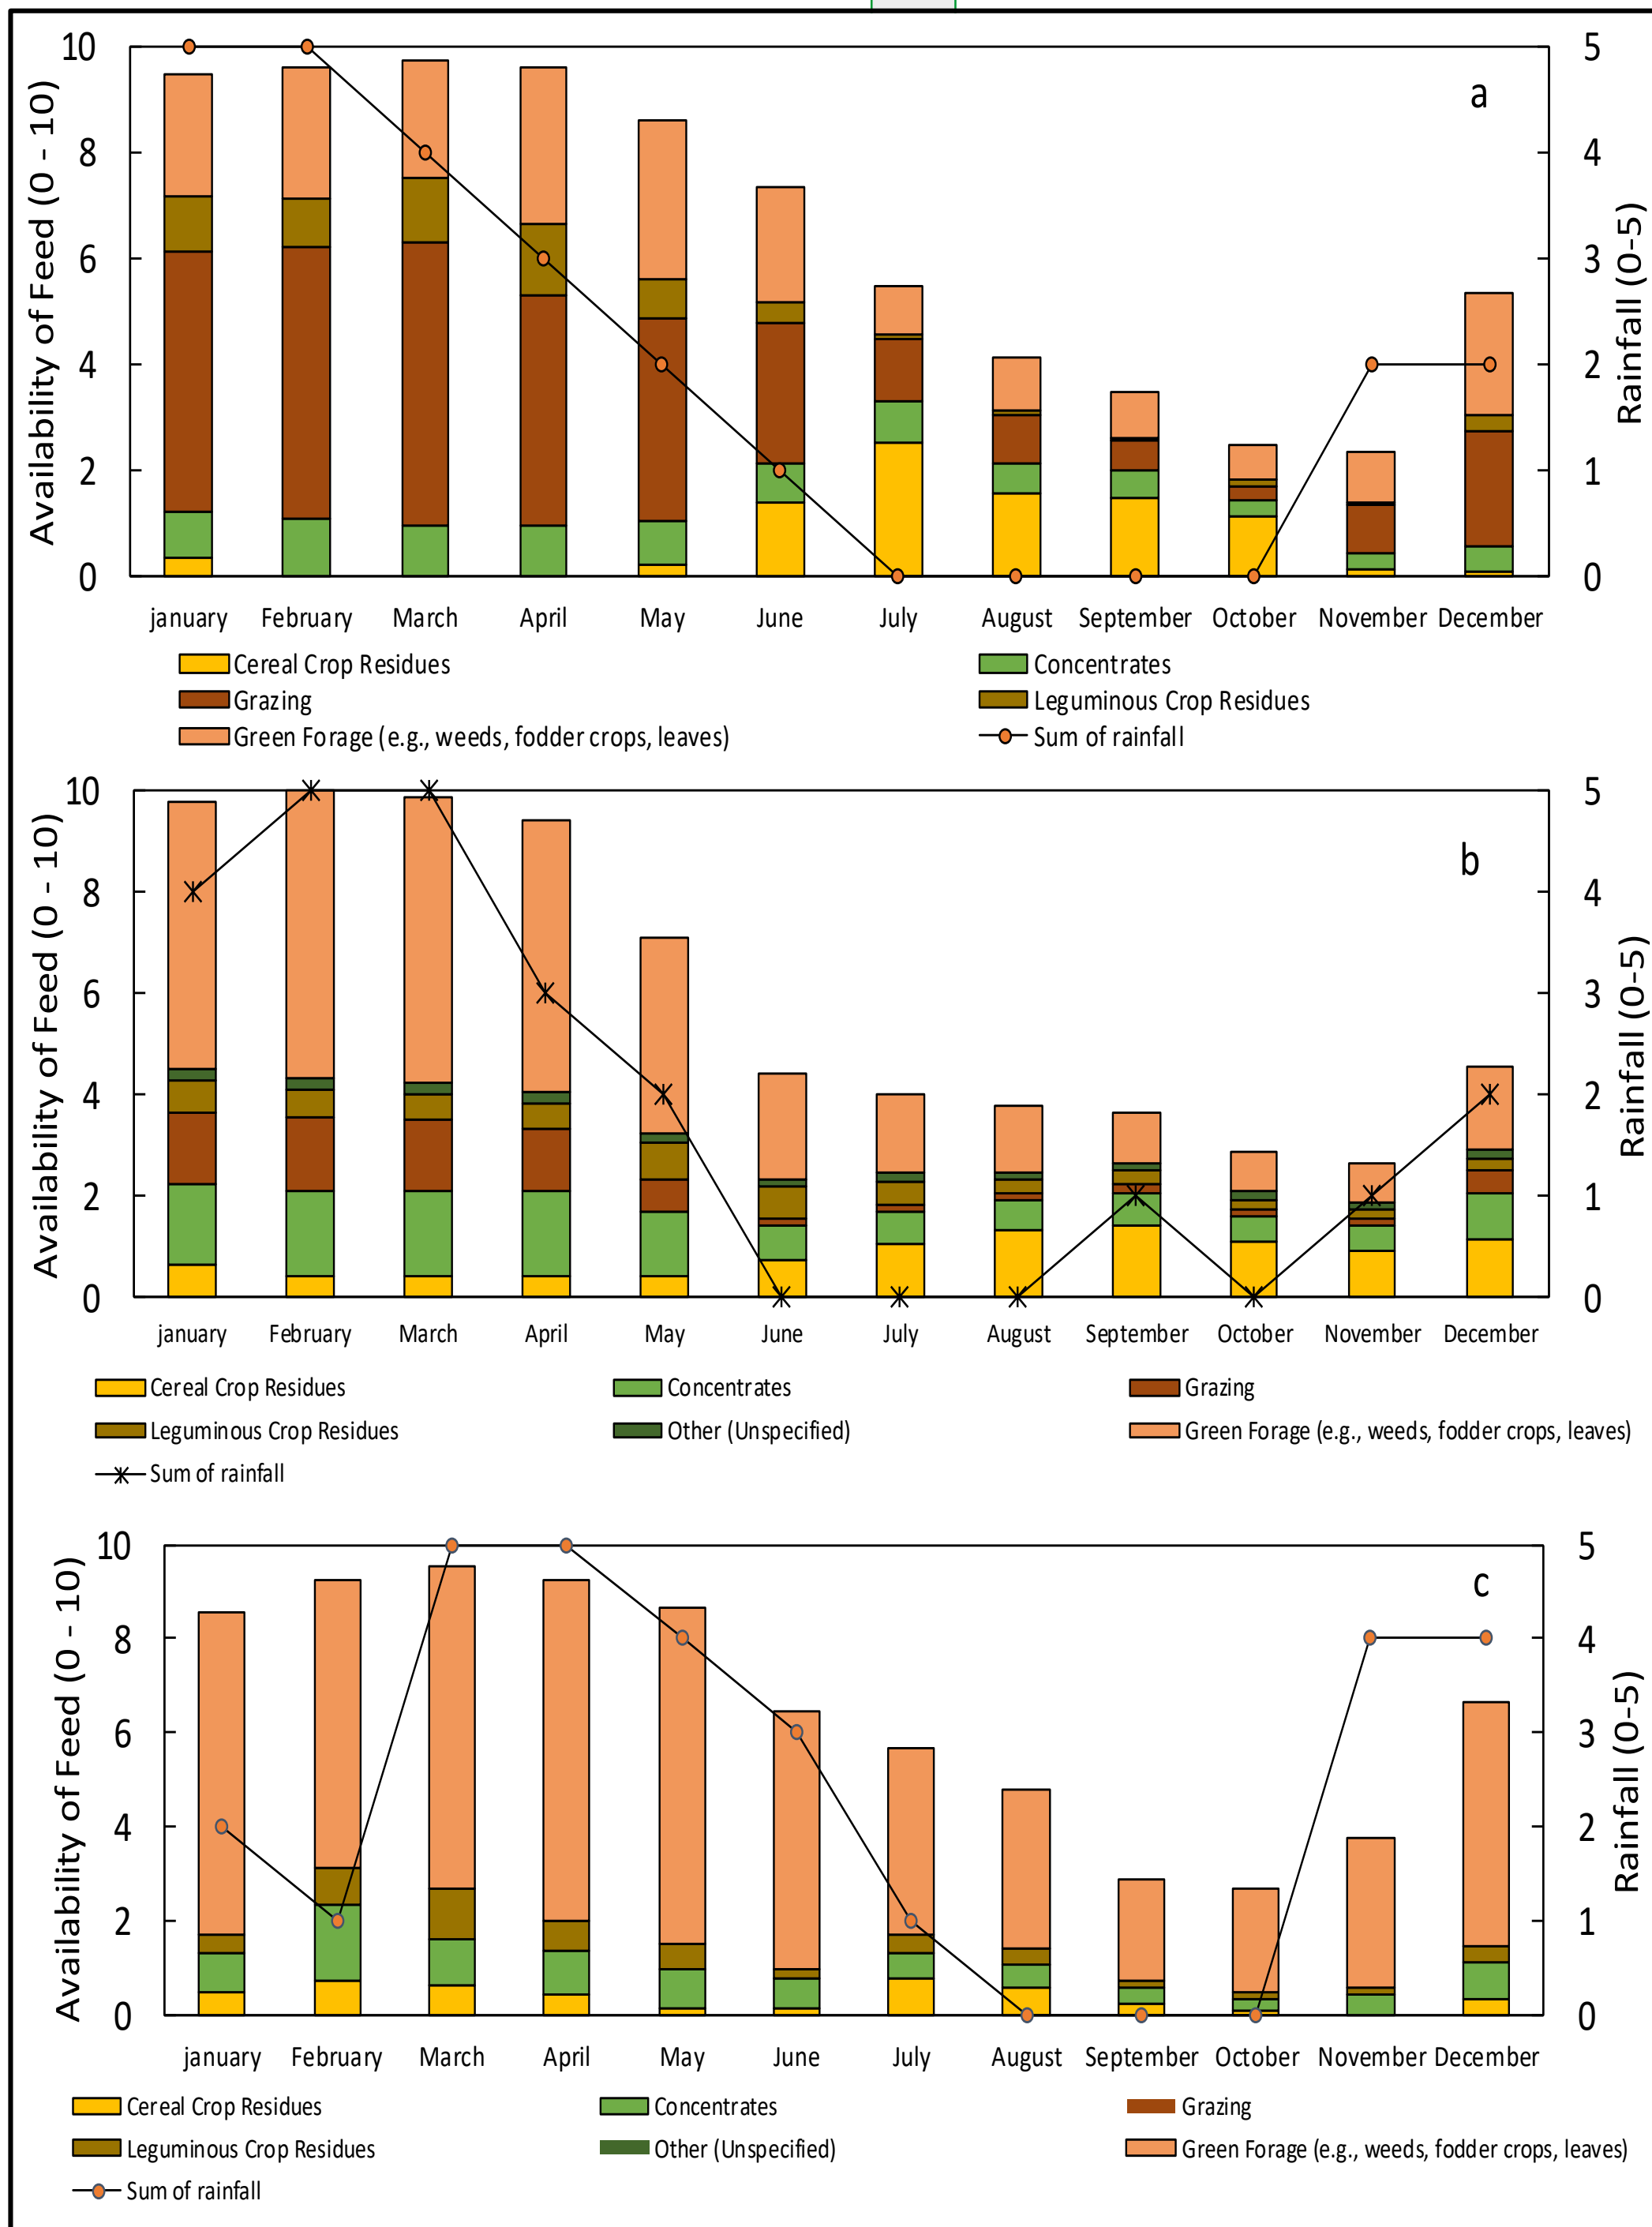 a
Availability of Feed (0 - 10)
10
8
6
4
2
0
Rainfall (0-5)
5
4
3
2
1
0
january February March April May June July August September October November December
Cereal Crop Residues Concentrates
Grazing Leguminous Crop Residues
Green Forage (e.g., weeds, fodder crops, leaves) Sum of rainfall
b
Availability of Feed (0 - 10)
10
8
6
4
2
0
Rainfall (0-5)
5
4
3
2
1
0
january February March April May June July August September October November December
Cereal Crop Residues Concentrates Grazing
Leguminous Crop Residues Other (Unspecified) Green Forage (e.g., weeds, fodder crops, leaves)
Sum of rainfall
c
Availability of Feed (0 - 10)
10
8
6
4
2
0
Rainfall (0-5)
5
4
3
2
1
0
january February March April May June July August September October November December
Cereal Crop Residues Concentrates Grazing
Leguminous Crop Residues Other (Unspecified) Green Forage (e.g., weeds, fodder crops, leaves)
Sum of rainfall